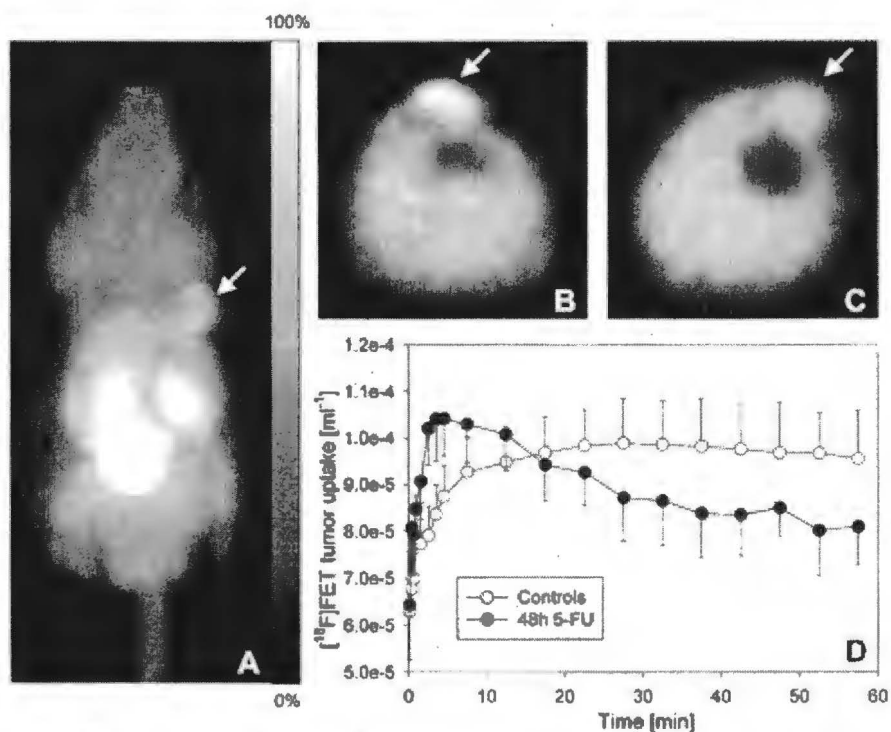 100%
A
0%
B
C
1.2e-4
1.1e-4
1.0e-4
9.0e-5
8.0e-5
7.0e-5
6.0e-5
5.0e-5
[¹⁸F]FET tumor uptake [ml⁻¹]
Controls
48h 5-FU
D
0 10 20 30 40 50 60
Time [min]